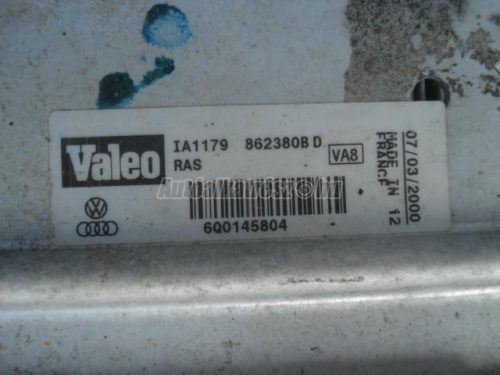 Valeo
IA1179 862380B D
RAS
VA8
6Q0145804
07/03/2000
MADE IN 12
FRANCE